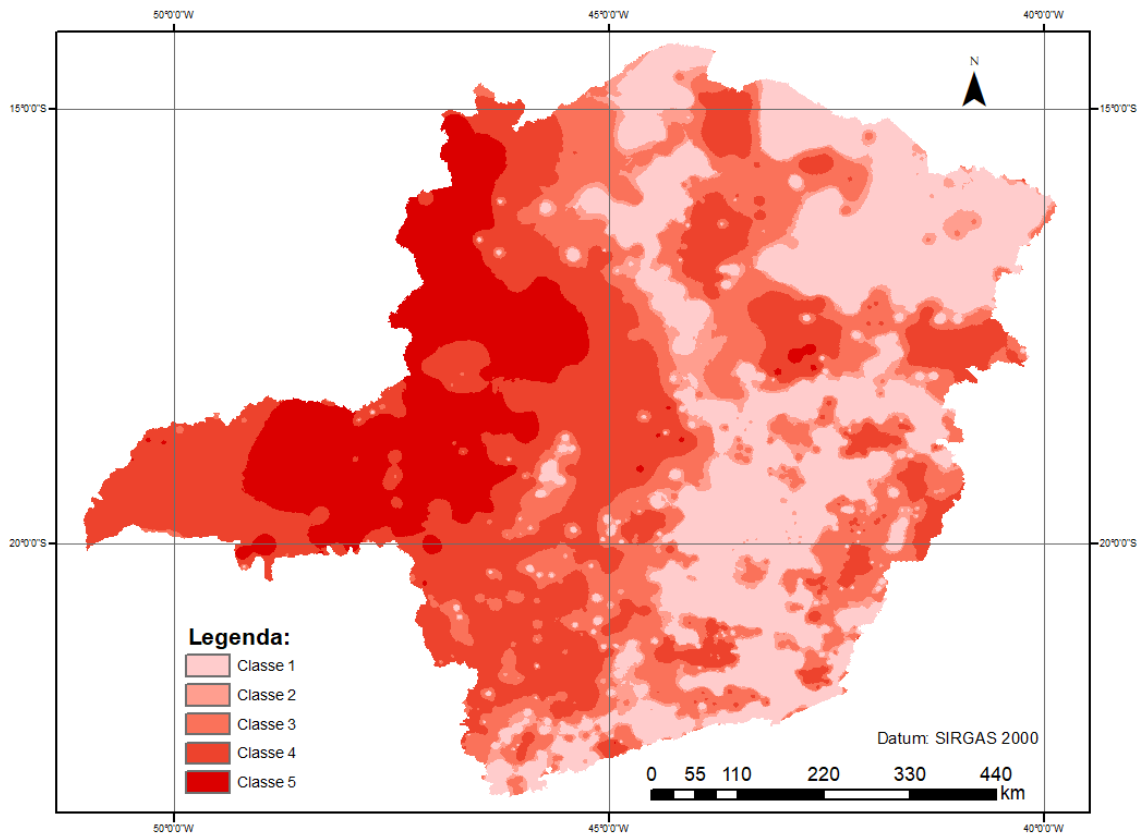 50°0'0"W 45°0'0"W 40°0'0"W
N
15°0'0"S 15°0'0"S
20°0'0"S 20°0'0"S
Legenda:
Classe 1
Classe 2
Classe 3
Classe 4
Classe 5
Datum: SIRGAS 2000
0 55 110 220 330 440
km
50°0'0"W 45°0'0"W 40°0'0"W